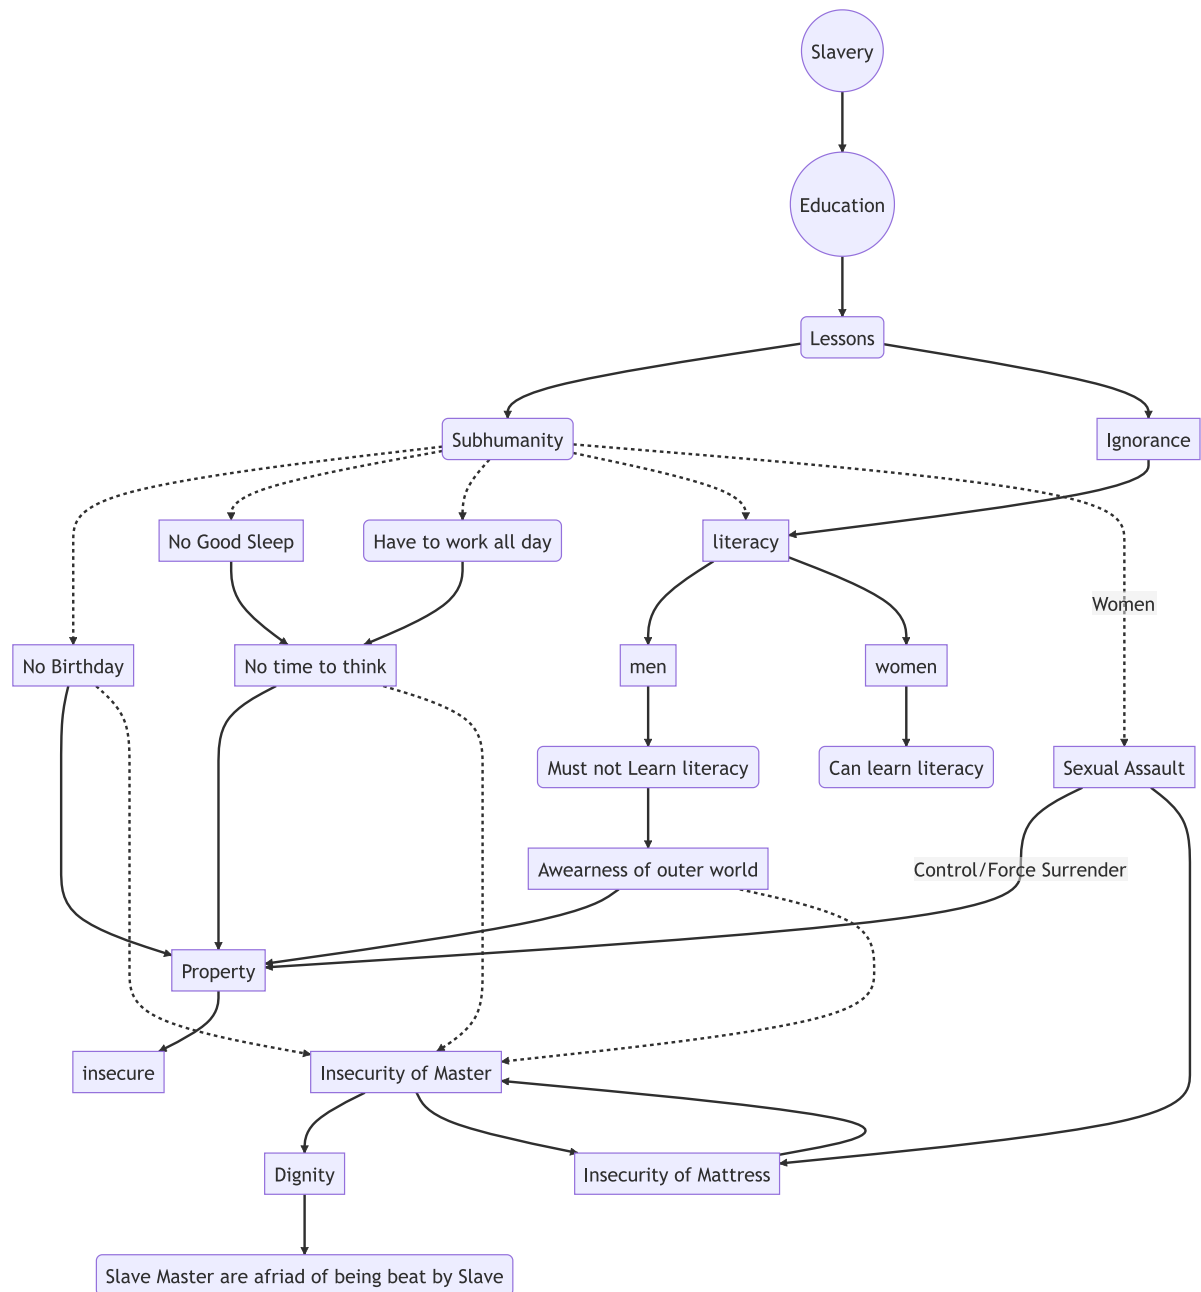 Slavery
Education
Lessons
Subhumanity
Ignorance
No Good Sleep
Have to work all day
literacy
Women
No Birthday
No time to think
men
women
Must not Learn literacy
Can learn literacy
Sexual Assault
Awearness of outer world
Control/Force Surrender
Property
insecure
Insecurity of Master
Dignity
Insecurity of Mattress
Slave Master are afriad of being beat by Slave